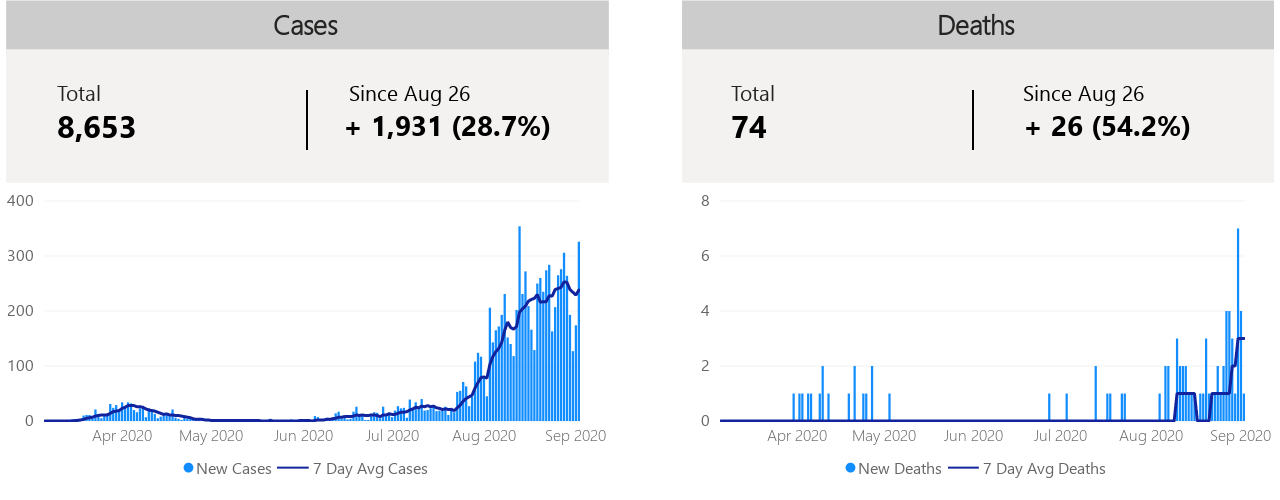 Cases
Total
Since Aug 26
8,653
+ 1,931 (28.7%)
400
300
200
100
0
Apr 2020
May 2020
Jun 2020
Jul 2020
Aug 2020
Sep 2020
New Cases
7 Day Avg Cases
Deaths
Total
Since Aug 26
74
+ 26 (54.2%)
8
6
4
2
0
Apr 2020
May 2020
Jun 2020
Jul 2020
Aug 2020
Sep 2020
New Deaths
7 Day Avg Deaths